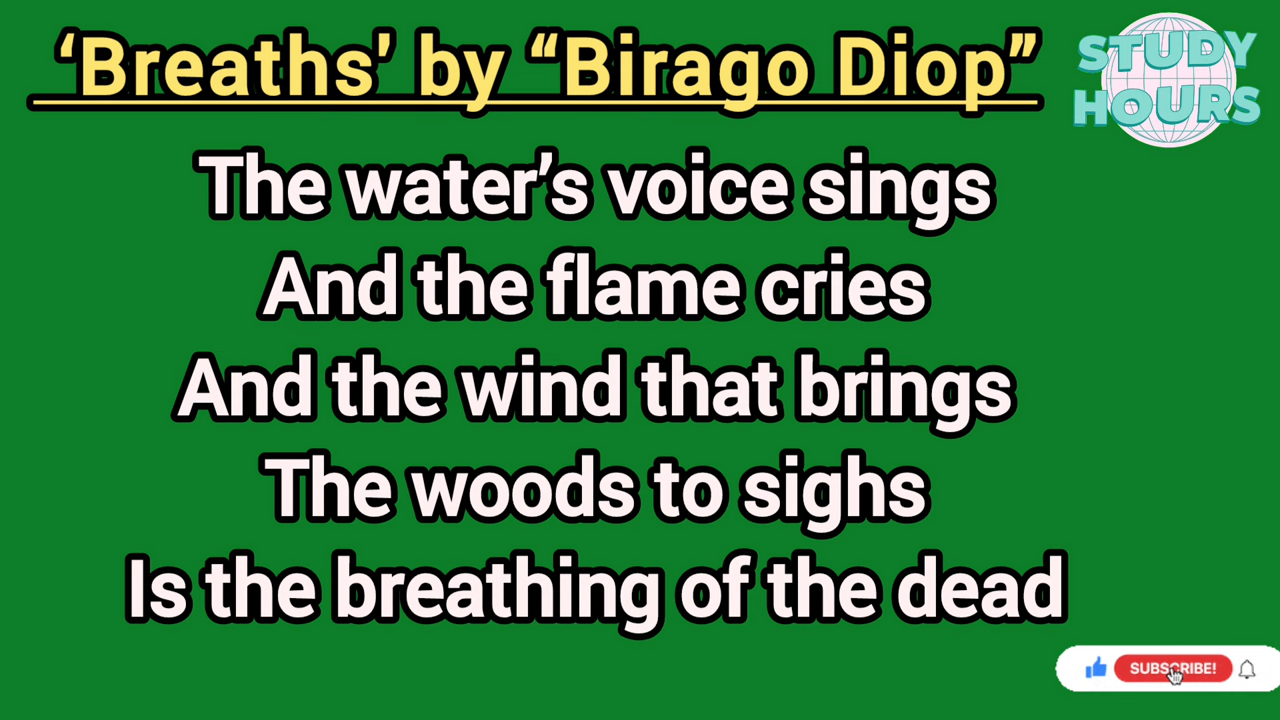 ‘Breaths’ by “Birago Diop”
STUDY
HOURS
The water’s voice sings
And the flame cries
And the wind that brings
The woods to sighs
Is the breathing of the dead
SUBSCRIBE!